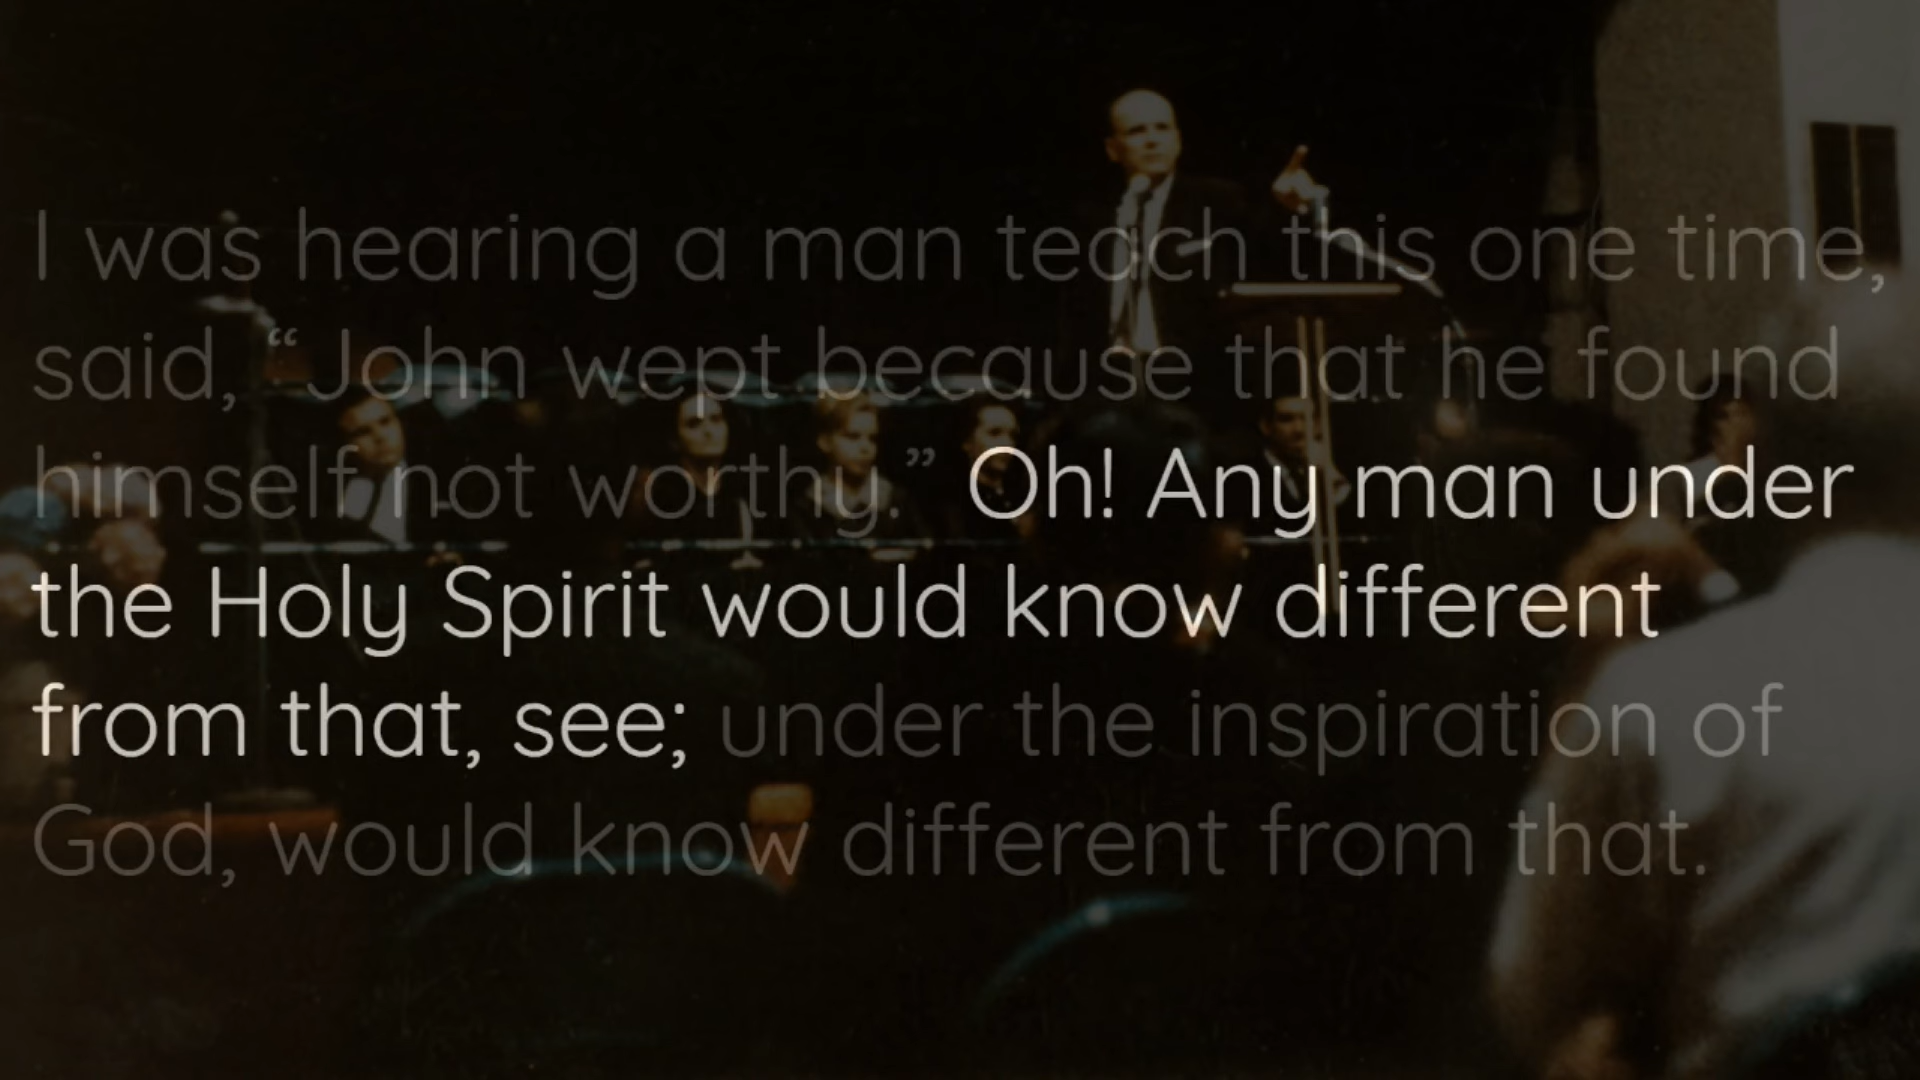 I was hearing a man teach this one time,
said, “ John wept because that he found
himself not worthy. ” Oh! Any man under
the Holy Spirit would know different
from that, see; under the inspiration of
God, would know different from that.